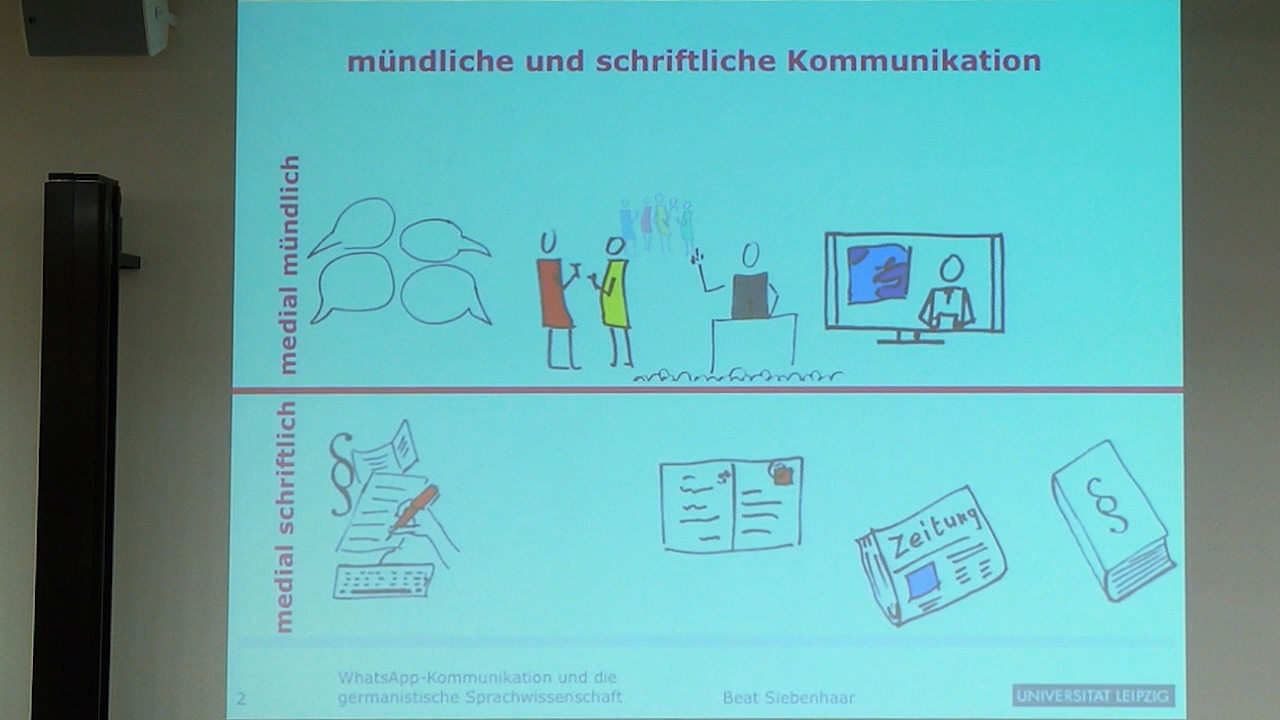 mündliche und schriftliche Kommunikation
medial mündlich
medial schriftlich
§
Zeitung
§
WhatsApp-Kommunikation und die
germanistische Sprachwissenschaft
2
Beat Siebenhaar
UNIVERSITÄT LEIPZIG